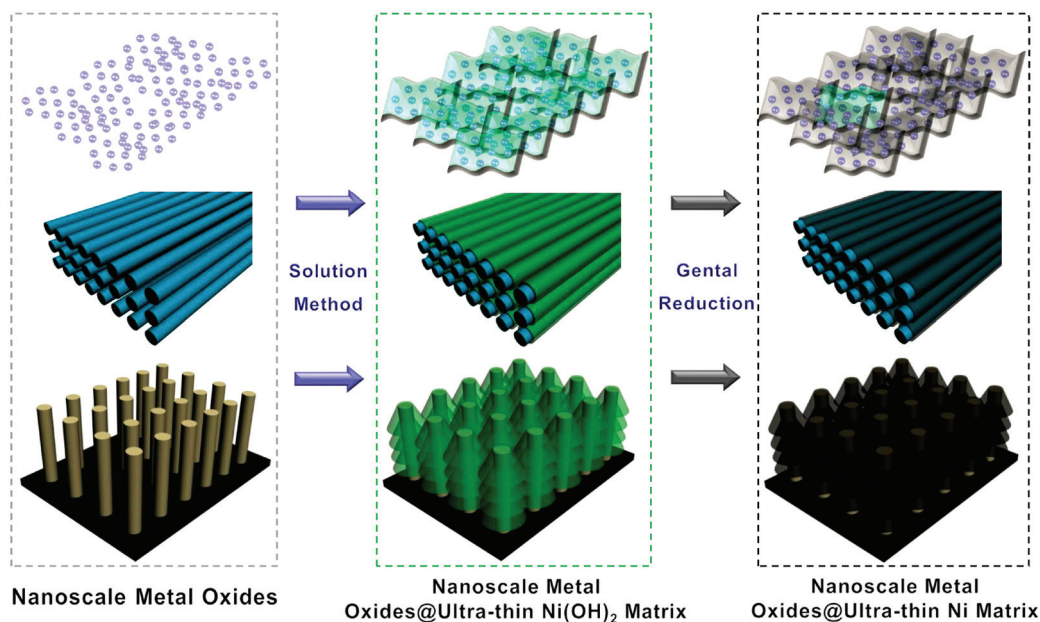 Solution
Method
Gental
Reduction
Nanoscale Metal Oxides
Nanoscale Metal
Oxides@Ultra-thin Ni(OH)₂ Matrix
Nanoscale Metal
Oxides@Ultra-thin Ni Matrix